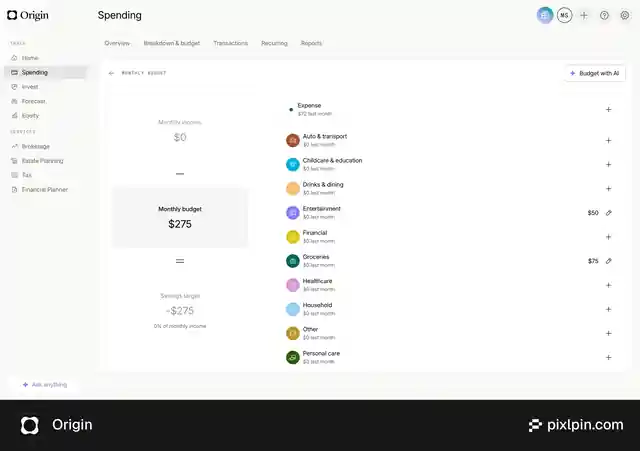 Origin
Spending
MS
TOOLS
Home
Spending
Invest
Forecast
Equity
SERVICES
Brokerage
Estate Planning
Tax
Financial Planner
Ask anything
Overview
Breakdown & budget
Transactions
Recurring
Reports
MONTHLY BUDGET
Budget with AI
Monthly income
$0
Monthly budget
$275
=
Savings target
-$275
0% of monthly income
Expense
$72 last month
Auto & transport
$0 last month
Childcare & education
$0 last month
Drinks & dining
$0 last month
Entertainment
$0 last month
$50
Financial
$0 last month
Groceries
$0 last month
$75
Healthcare
$0 last month
Household
$0 last month
Other
$0 last month
Personal care
$0 last month
Origin
pixlpin.com